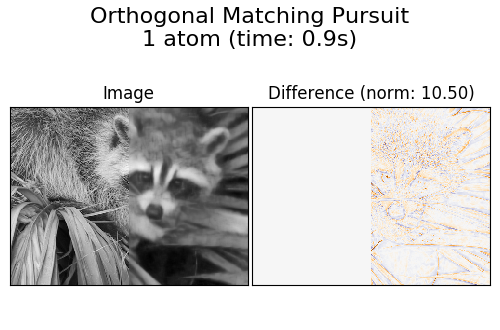 Orthogonal Matching Pursuit
1 atom (time: 0.9s)
Image
Difference (norm: 10.50)